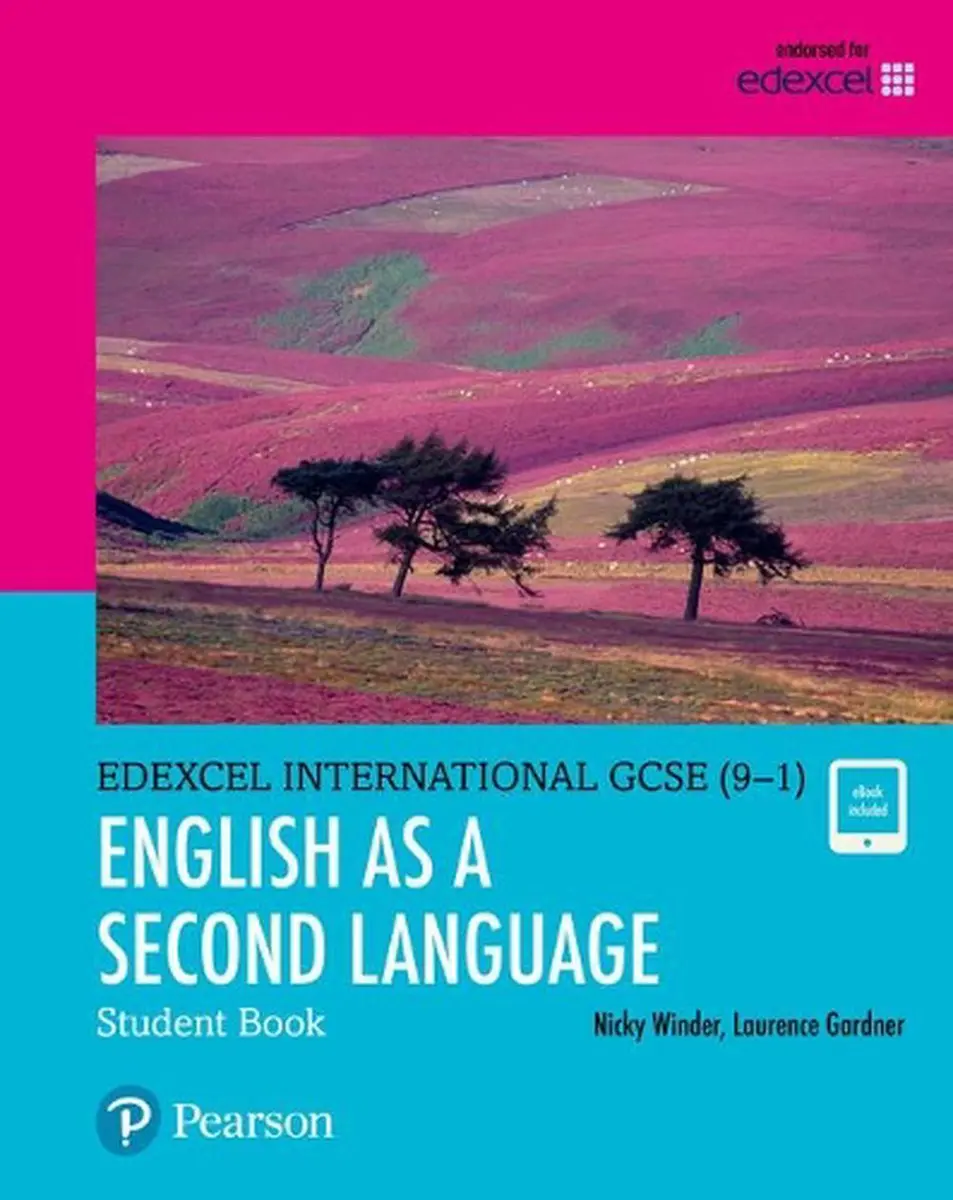 endorsed for
edexcel
EDEXCEL INTERNATIONAL GCSE (9–1)
eBook
included
ENGLISH AS A
SECOND LANGUAGE
Student Book
Nicky Winder, Laurence Gardner
Pearson